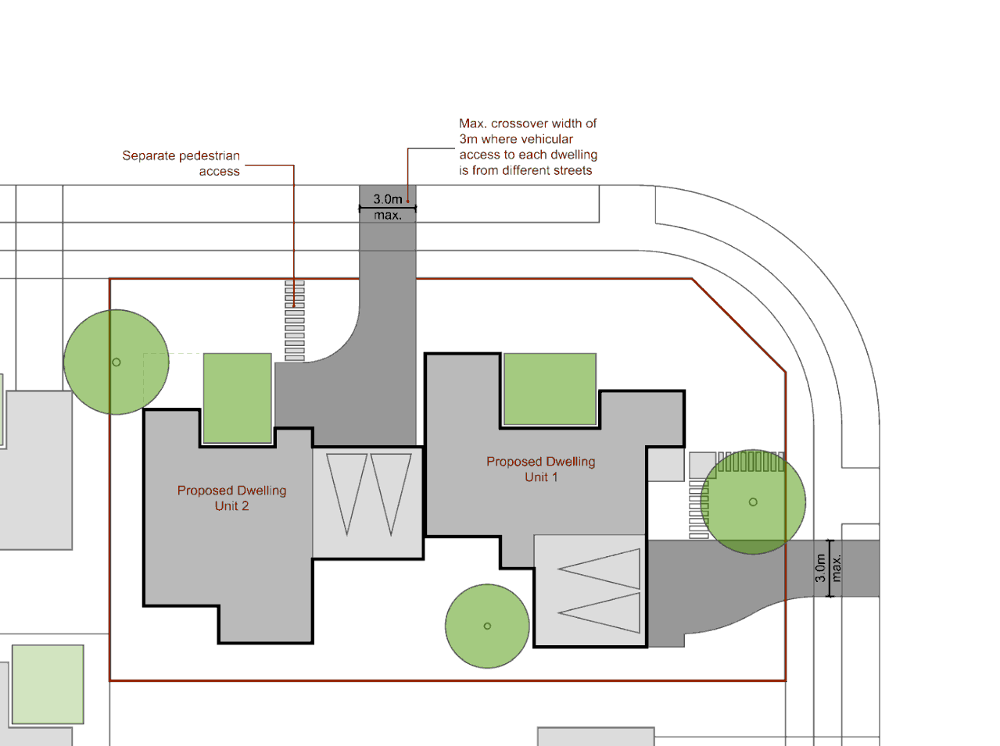 Max. crossover width of
3m where vehicular
access to each dwelling
is from different streets
Separate pedestrian
access
3.0m
max.
Proposed Dwelling
Unit 1
Proposed Dwelling
Unit 2
3.0m
max.